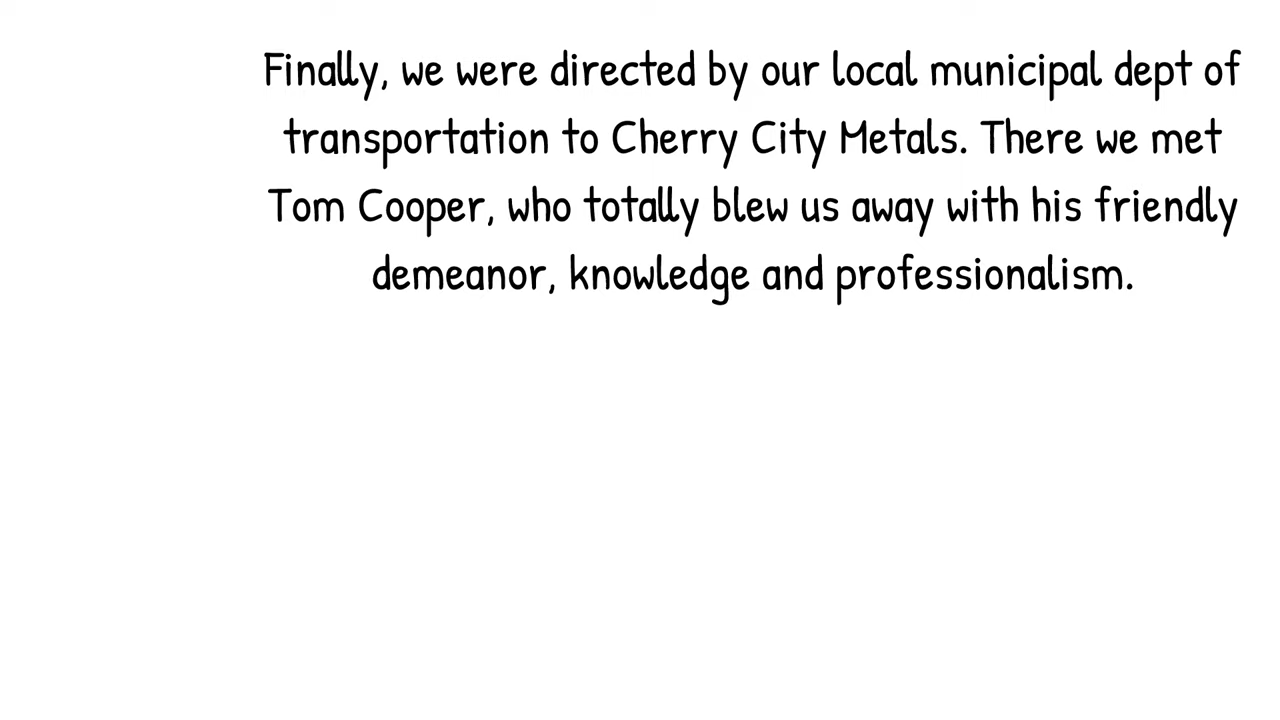 Finally, we were directed by our local municipal dept of
transportation to Cherry City Metals. There we met
Tom Cooper, who totally blew us away with his friendly
demeanor, knowledge and professionalism.